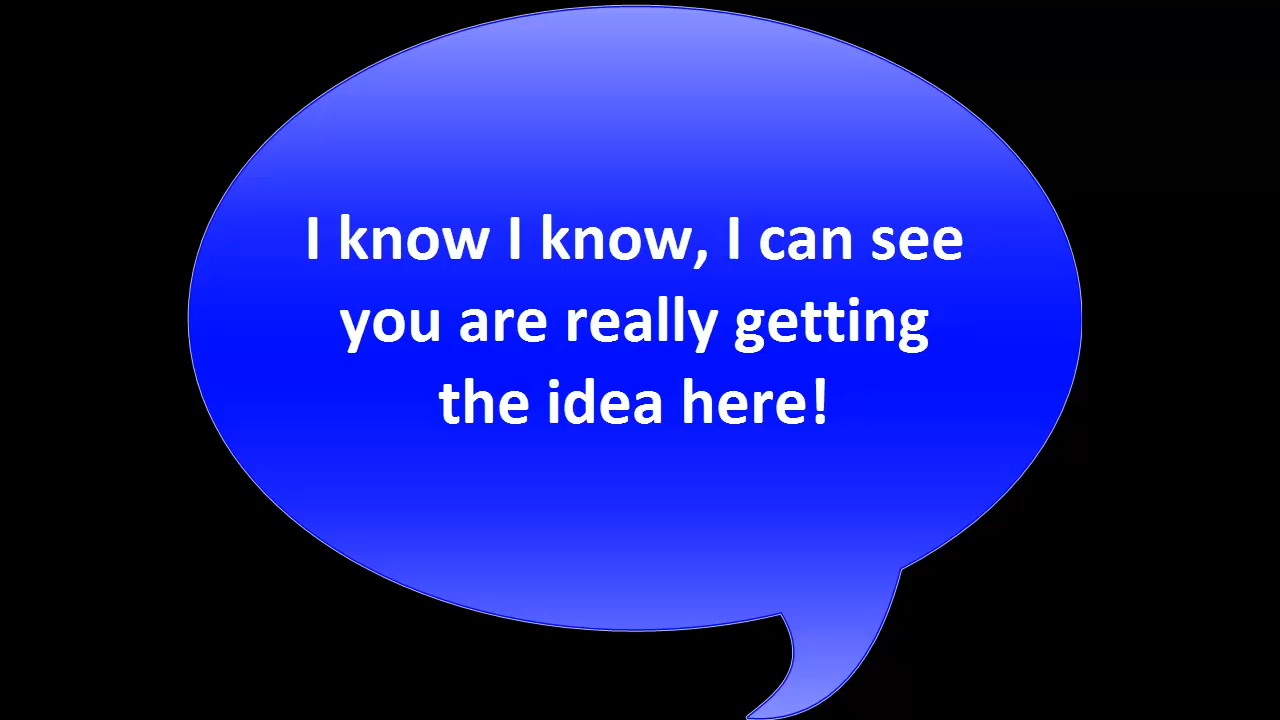 I know I know, I can see
you are really getting
the idea here!